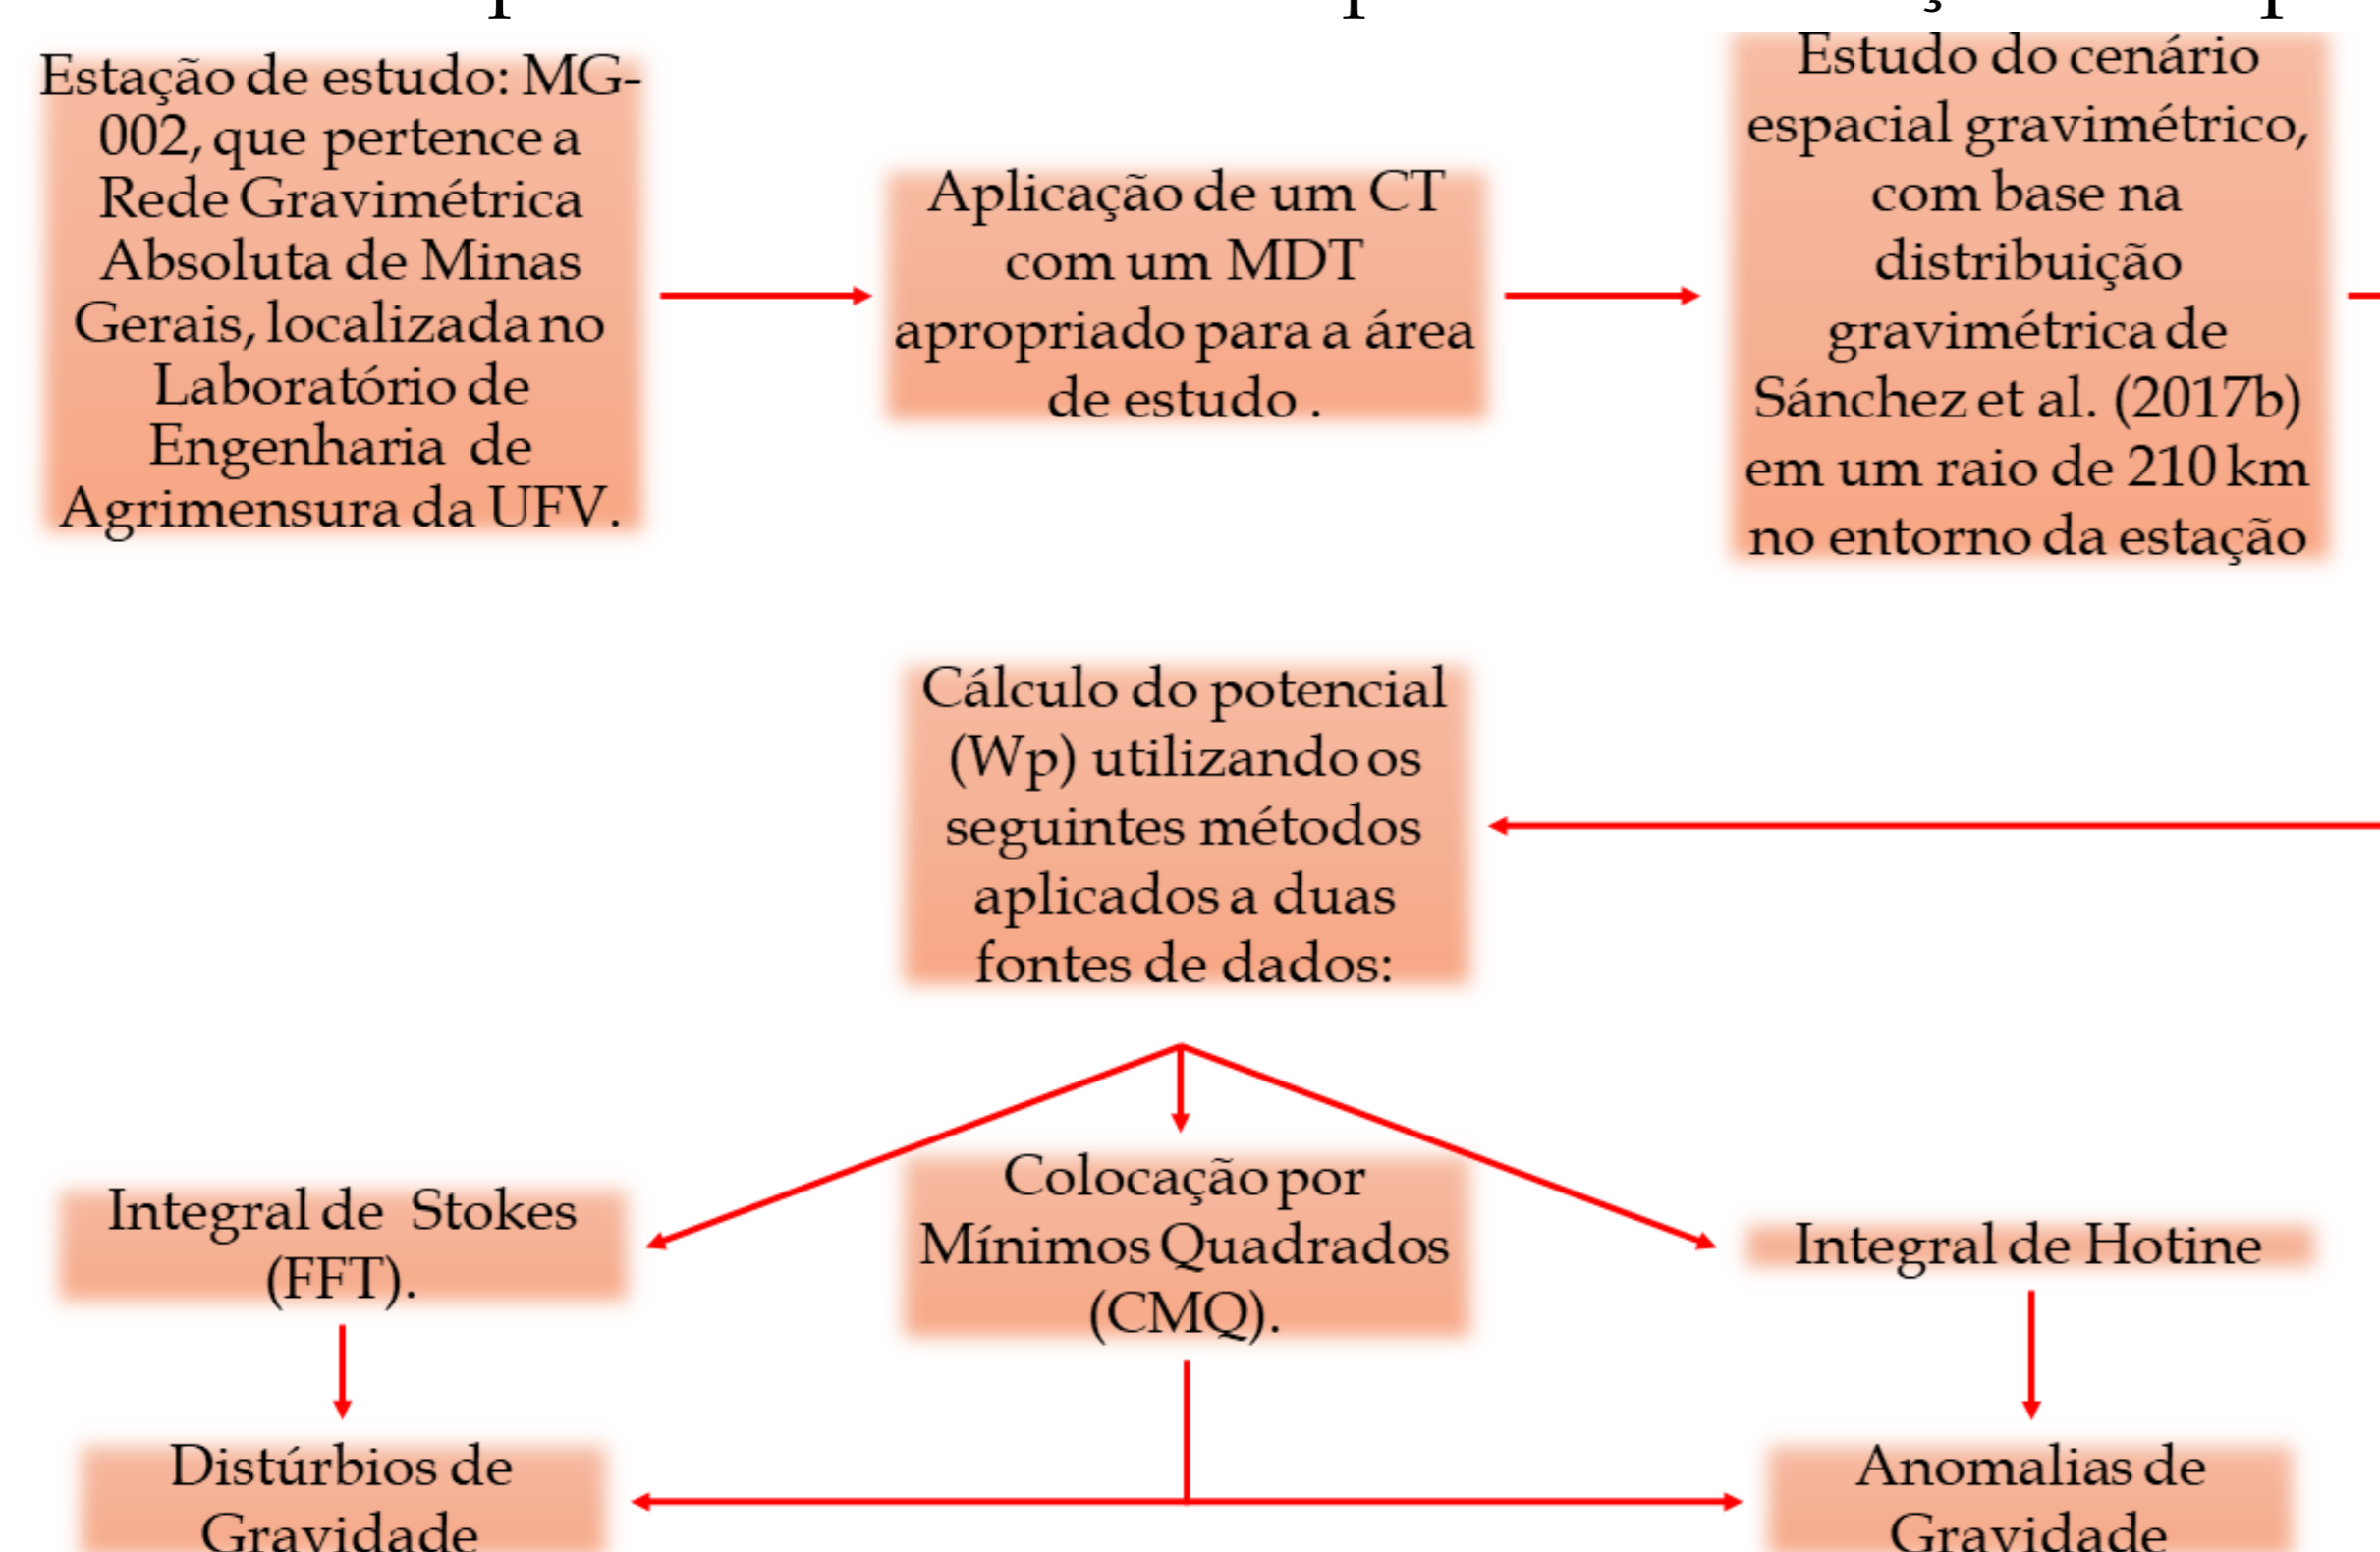 Estação de estudo: MG-
002, que pertence a
Rede Gravimétrica
Absoluta de Minas
Gerais, localizada no
Laboratório de
Engenharia de
Agrimensura da UFV.
Aplicação de um CT
com um MDT
apropriado para a área
de estudo .
Estudo do cenário
espacial gravimétrico,
com base na
distribuição
gravimétrica de
Sánchez et al. (2017b)
em um raio de 210 km
no entorno da estação
Cálculo do potencial
(Wp) utilizando os
seguintes métodos
aplicados a duas
fontes de dados:
Integral de Stokes
(FFT).
Colocação por
Mínimos Quadrados
(CMQ).
Integral de Hotine
Distúrbios de
Gravidade
Anomalias de
Gravidade